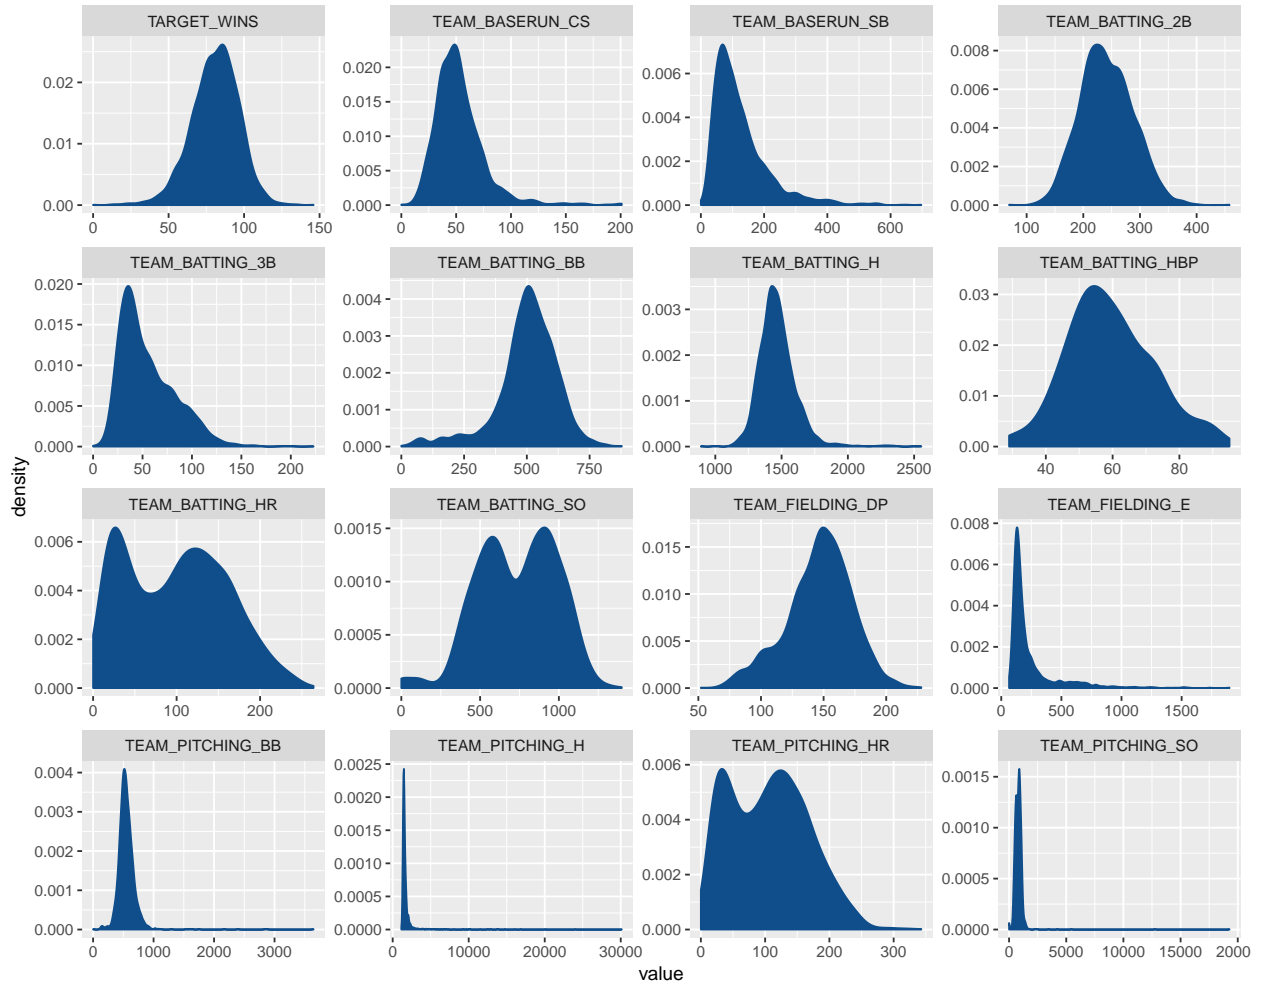 TARGET_WINS TEAM_BASERUN_CS TEAM_BASERUN_SB TEAM_BATTING_2B
0.02 0.01 0.00
0.020 0.015 0.010 0.005 0.000
0.006 0.004 0.002 0.000
0.008 0.006 0.004 0.002 0.000
0 50 100 150
0 50 100 150 200
0 200 400 600
100 200 300 400
TEAM_BATTING_3B TEAM_BATTING_BB TEAM_BATTING_H TEAM_BATTING_HBP
0.020 0.015 0.010 0.005 0.000
0.004 0.003 0.002 0.001 0.000
0.003 0.002 0.001 0.000
0.03 0.02 0.01 0.00
0 50 100 150 200
0 250 500 750
1000 1500 2000 2500
40 60 80
density
TEAM_BATTING_HR TEAM_BATTING_SO TEAM_FIELDING_DP TEAM_FIELDING_E
0.006 0.004 0.002 0.000
0.0015 0.0010 0.0005 0.0000
0.015 0.010 0.005 0.000
0.008 0.006 0.004 0.002 0.000
0 100 200
0 500 1000
50 100 150 200
0 500 1000 1500
TEAM_PITCHING_BB TEAM_PITCHING_H TEAM_PITCHING_HR TEAM_PITCHING_SO
0.004 0.003 0.002 0.001 0.000
0.0025 0.0020 0.0015 0.0010 0.0005 0.0000
0.006 0.004 0.002 0.000
0.0015 0.0010 0.0005 0.0000
0 1000 2000 3000
0 10000 20000 30000
0 100 200 300
0 5000 10000 15000 2000
value